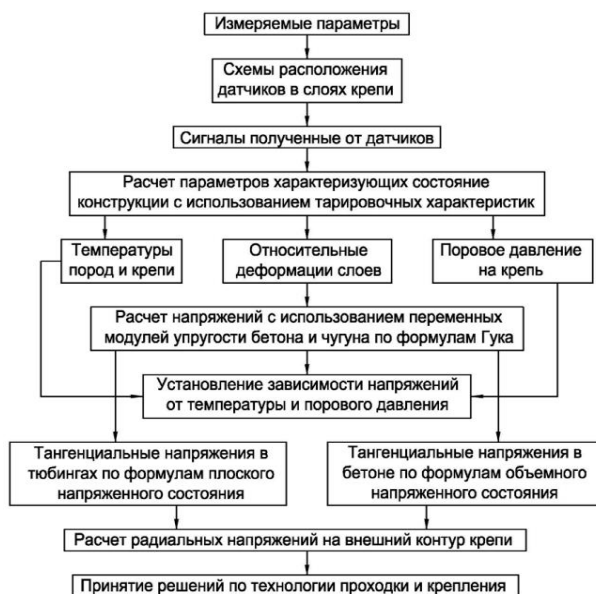 Измеряемые параметры
Схемы расположения
датчиков в слоях крепи
Сигналы полученные от датчиков
Расчет параметров характеризующих состояние
конструкции с использованием тарировочных характеристик
Температуры
пород и крепи
Относительные
деформации слоев
Поровое давление
на крепь
Расчет напряжений с использованием переменных
модулей упругости бетона и чугуна по формулам Гука
Установление зависимости напряжений
от температуры и порового давления
Тангенциальные напряжения в
тюбингах по формулам плоского
напряженного состояния
Тангенциальные напряжения в
бетоне по формулам объемного
напряженного состояния
Расчет радиальных напряжений на внешний контур крепи
Принятие решений по технологии проходки и крепления